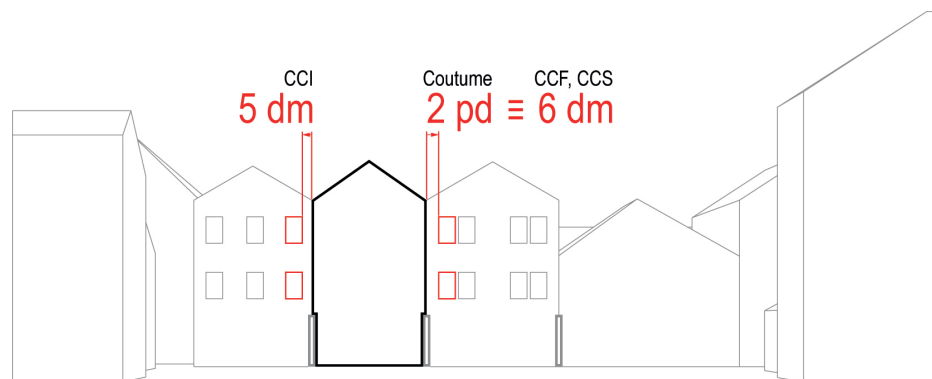 CCI
5 dm
Coutume CCF, CCS
2 pd ≡ 6 dm